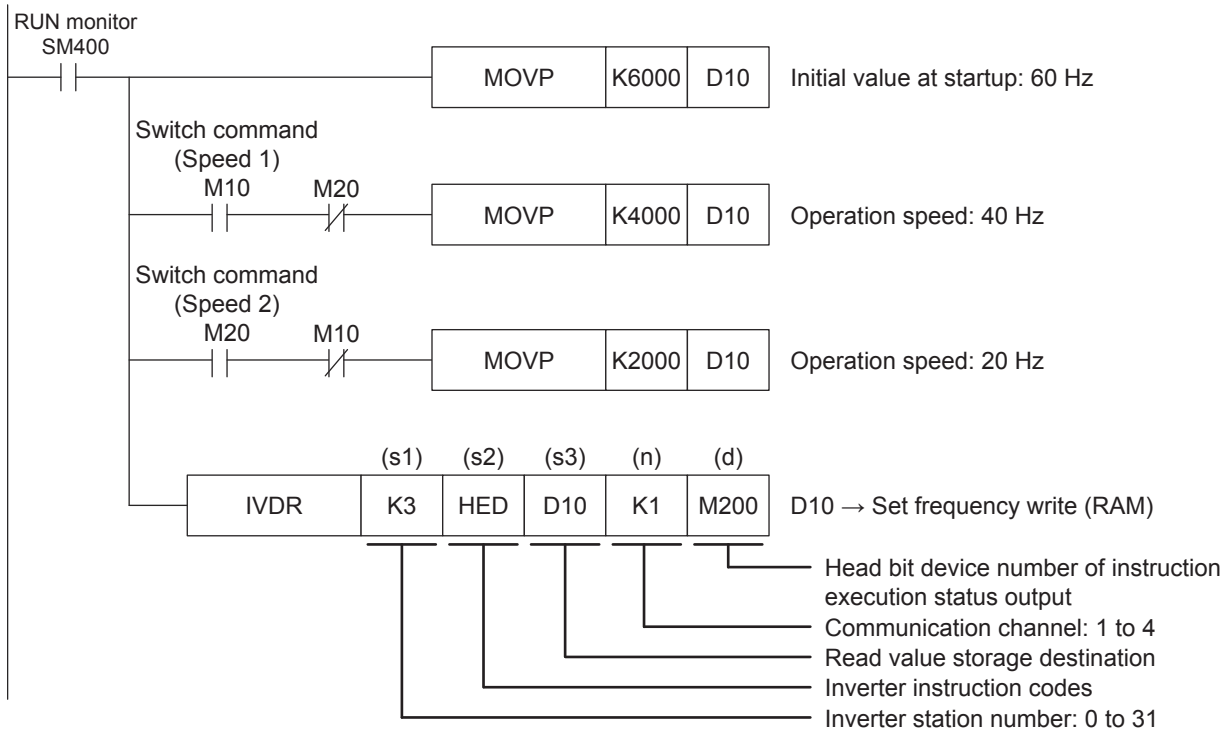 RUN monitor
SM400
MOVP K6000 D10 Initial value at startup: 60 Hz
Switch command
(Speed 1)
M10 M20
MOVP K4000 D10 Operation speed: 40 Hz
Switch command
(Speed 2)
M20 M10
MOVP K2000 D10 Operation speed: 20 Hz
(s1) (s2) (s3) (n) (d)
IVDR K3 HED D10 K1 M200 D10 → Set frequency write (RAM)
Head bit device number of instruction
execution status output
Communication channel: 1 to 4
Read value storage destination
Inverter instruction codes
Inverter station number: 0 to 31